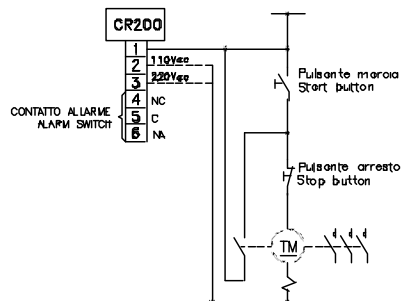 CR200
1
2 110Vac
3 220Vac
4 NC
5 C
6 NA
CONTATTO ALLARME
ALARM SWITCH
Pulsante marcia
Start button
Pulsante arresto
Stop button
TM